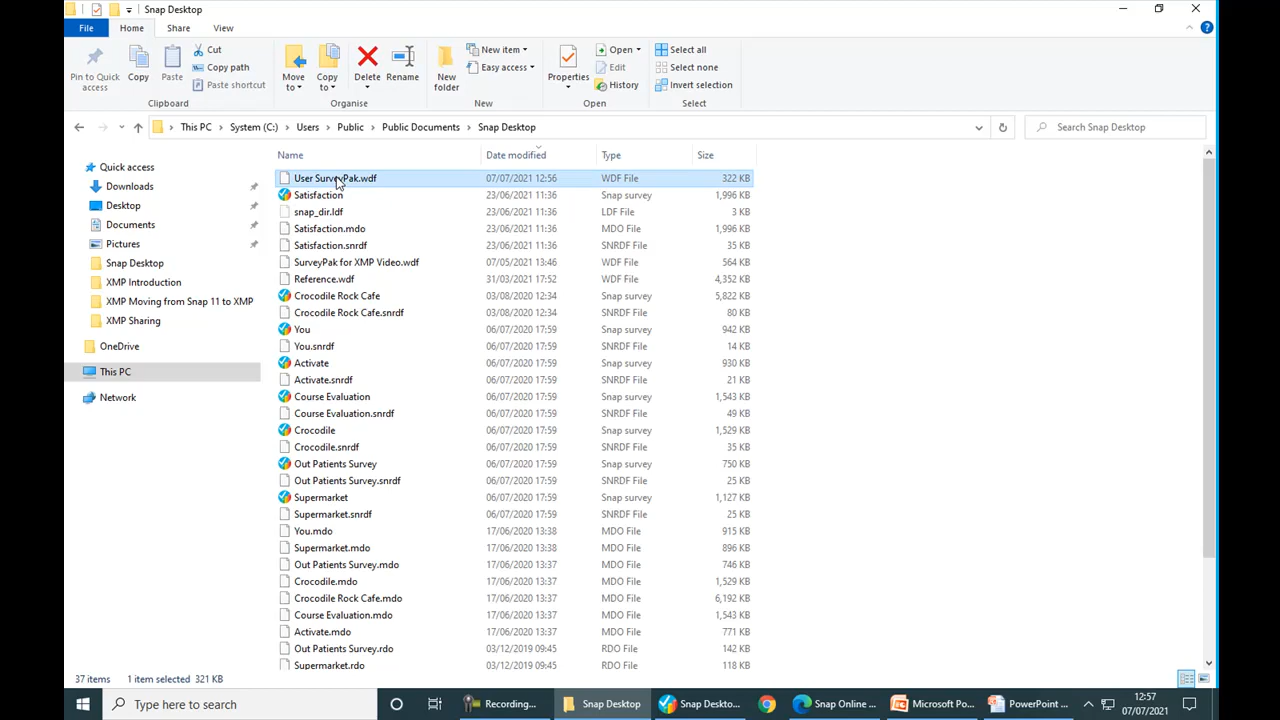 Snap Desktop
File Home Share View
Pin to Quick access
Copy
Paste
Cut
Copy path
Paste shortcut
Clipboard
Move to
Copy to
Delete
Rename
Organise
New folder
New item
Easy access
New
Properties
Open
Edit
History
Open
Select all
Select none
Invert selection
Select
This PC System (C:) Users Public Public Documents Snap Desktop
Search Snap Desktop
Quick access
Downloads
Desktop
Documents
Pictures
Snap Desktop
XMP Introduction
XMP Moving from Snap 11 to XMP
XMP Sharing
OneDrive
This PC
Network
Name Date modified Type Size
User SurveyPak.wdf 07/07/2021 12:56 WDF File 322 KB
Satisfaction 23/06/2021 11:36 Snap survey 1,996 KB
snap_dir.ldf 23/06/2021 11:36 LDF File 3 KB
Satisfaction.mdo 23/06/2021 11:36 MDO File 1,996 KB
Satisfaction.snrdf 23/06/2021 11:36 SNRDF File 35 KB
SurveyPak for XMP Video.wdf 07/05/2021 13:46 WDF File 564 KB
Reference.wdf 31/03/2021 17:52 WDF File 4,352 KB
Crocodile Rock Cafe 03/08/2020 12:34 Snap survey 5,822 KB
Crocodile Rock Cafe.snrdf 03/08/2020 12:34 SNRDF File 80 KB
You 06/07/2020 17:59 Snap survey 942 KB
You.snrdf 06/07/2020 17:59 SNRDF File 14 KB
Activate 06/07/2020 17:59 Snap survey 930 KB
Activate.snrdf 06/07/2020 17:59 SNRDF File 21 KB
Course Evaluation 06/07/2020 17:59 Snap survey 1,543 KB
Course Evaluation.snrdf 06/07/2020 17:59 SNRDF File 49 KB
Crocodile 06/07/2020 17:59 Snap survey 1,529 KB
Crocodile.snrdf 06/07/2020 17:59 SNRDF File 35 KB
Out Patients Survey 06/07/2020 17:59 Snap survey 750 KB
Out Patients Survey.snrdf 06/07/2020 17:59 SNRDF File 25 KB
Supermarket 06/07/2020 17:59 Snap survey 1,127 KB
Supermarket.snrdf 06/07/2020 17:59 SNRDF File 25 KB
You.mdo 17/06/2020 13:38 MDO File 915 KB
Supermarket.mdo 17/06/2020 13:38 MDO File 896 KB
Out Patients Survey.mdo 17/06/2020 13:37 MDO File 746 KB
Crocodile.mdo 17/06/2020 13:37 MDO File 1,529 KB
Crocodile Rock Cafe.mdo 17/06/2020 13:37 MDO File 6,192 KB
Course Evaluation.mdo 17/06/2020 13:37 MDO File 1,543 KB
Activate.mdo 17/06/2020 13:37 MDO File 771 KB
Out Patients Survey.rdo 03/12/2019 09:45 RDO File 142 KB
Supermarket.rdo 03/12/2019 09:45 RDO File 118 KB
37 items 1 item selected 321 KB
Type here to search
Recording...
Snap Desktop
Snap Deskto...
Snap Online ...
Microsoft Po...
PowerPoint ...
12:57
07/07/2021